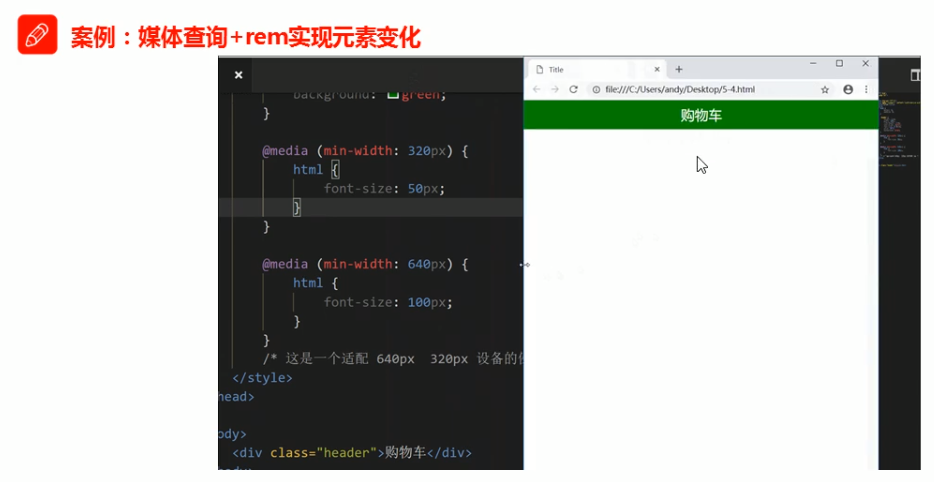 案例：媒体查询+rem实现元素变化
Title
file:///C:/Users/andy/Desktop/5-4.html
购物车
background: green;
}
@media (min-width: 320px) {
html {
font-size: 50px;
}
}
@media (min-width: 640px) {
html {
font-size: 100px;
}
}
/* 这是一个适配 640px  320px 设备的
</style>
head>
ody>
<div class="header">购物车</div>